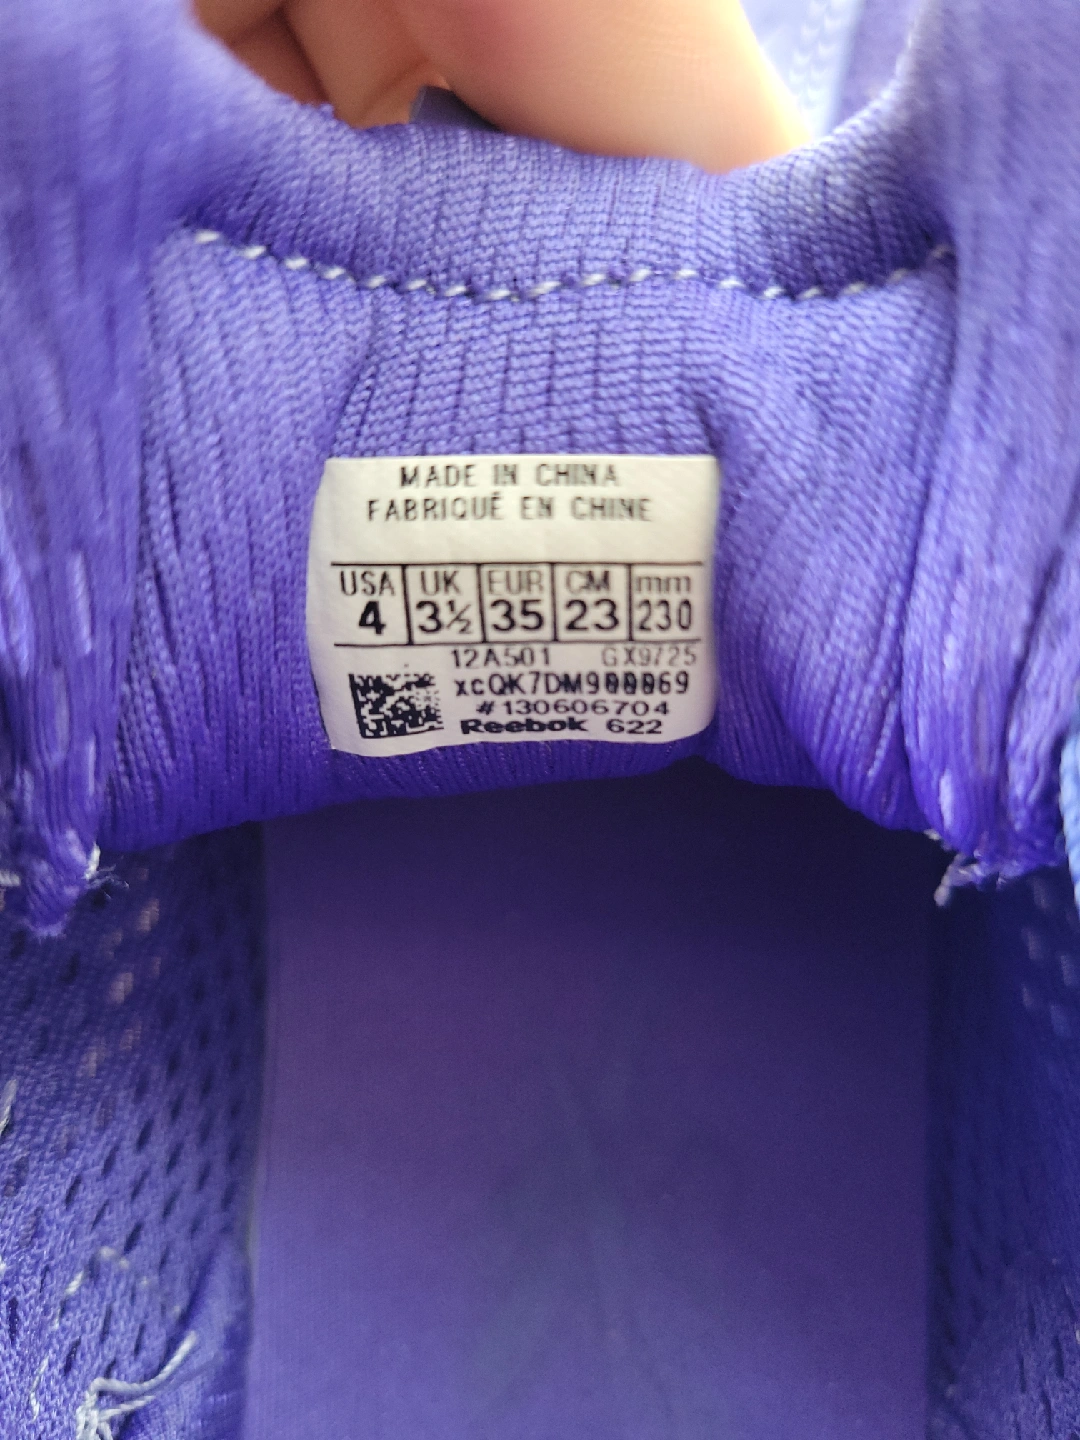 MADE IN CHINA
FABRIQUÉ EN CHINE
USA UK EUR CM mm
4 3½ 35 23 230
12A501 GX9725
#130606704
Reebok 622